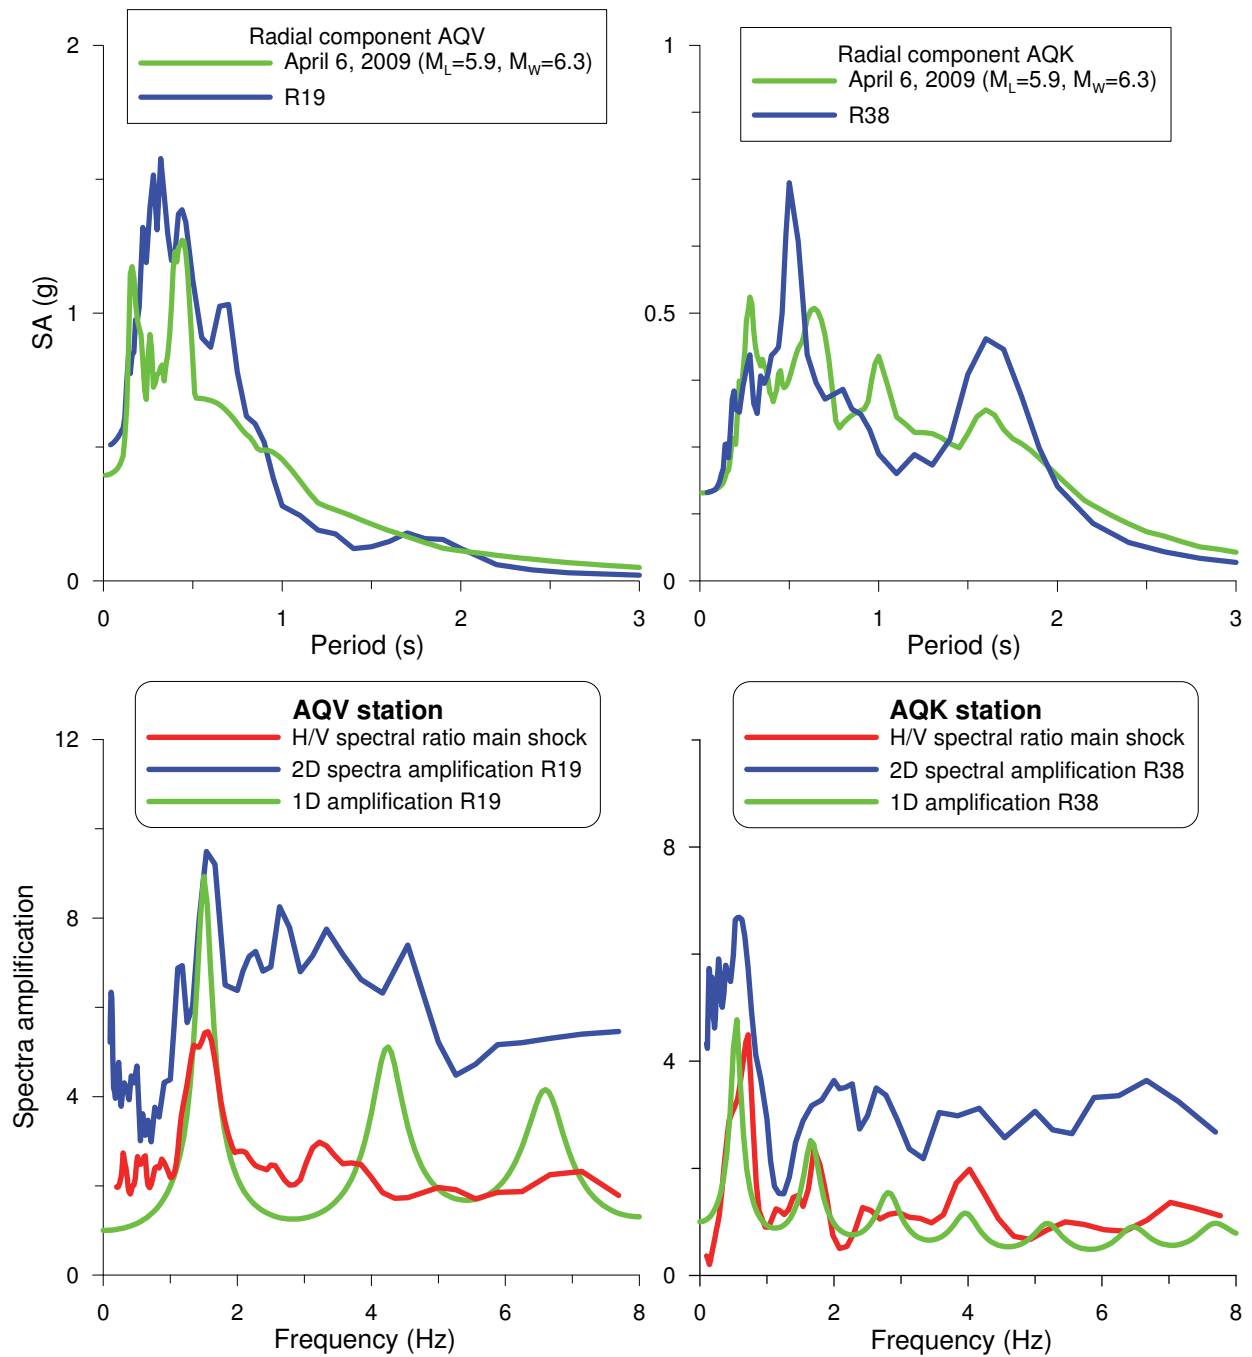 Radial component AQV
April 6, 2009 (M_L=5.9, M_W=6.3)
R19
2
1
0
SA (g)
0 1 2 3
Period (s)
Radial component AQK
April 6, 2009 (M_L=5.9, M_W=6.3)
R38
1
0.5
0
0 1 2 3
Period (s)
AQV station
H/V spectral ratio main shock
2D spectra amplification R19
1D amplification R19
12
8
4
0
Spectra amplification
0 2 4 6 8
Frequency (Hz)
AQK station
H/V spectral ratio main shock
2D spectral amplification R38
1D amplification R38
8
4
0
0 2 4 6 8
Frequency (Hz)